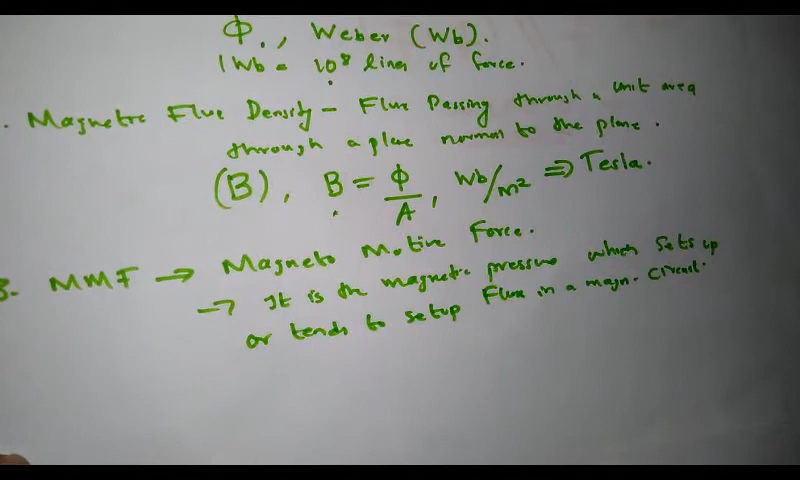 Φ., Weber (Wb).
1 Wb = 10⁸ lines of force.
. Magnetic Flux Density - Flux Passing through a unit area
through a plane normal to the plane.
(B), B = Φ/A, Wb/m² => Tesla.
3. MMF → Magneto Motive Force.
→ It is the magnetic pressure which sets up
or tends to setup Flux in a magn. circuit.